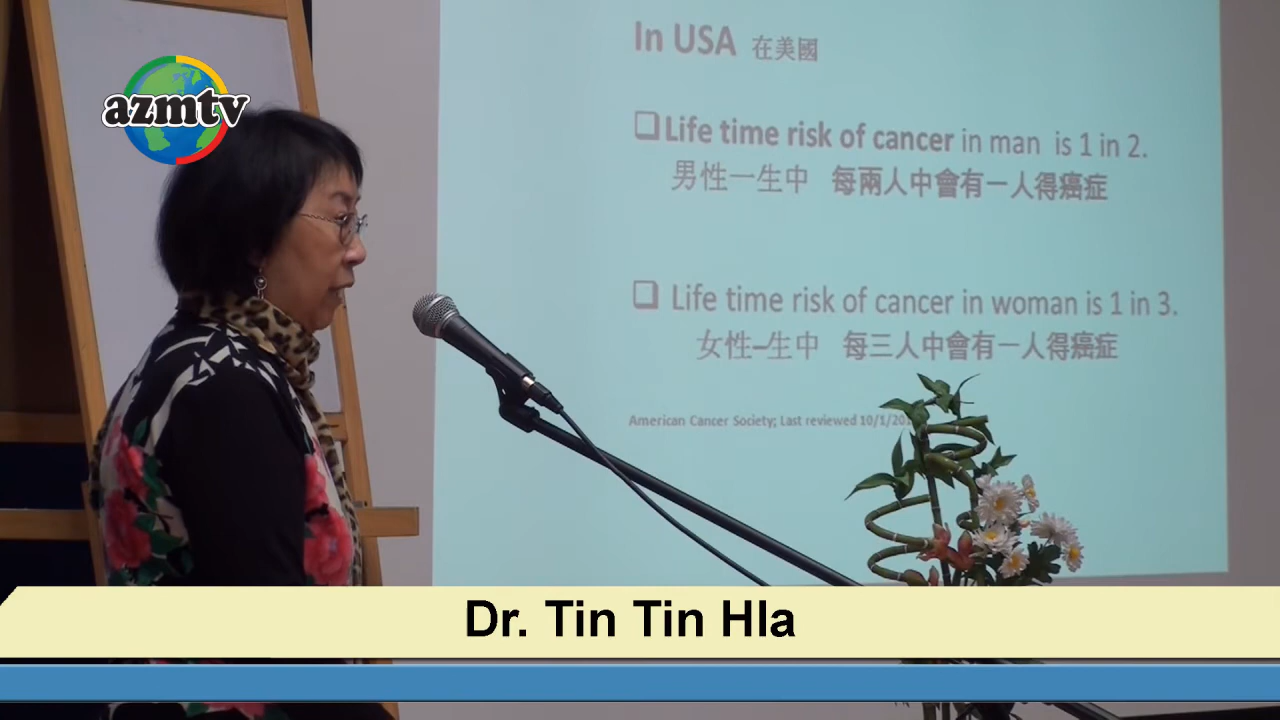 azmtv
In USA 在美國
Life time risk of cancer in man is 1 in 2.
男性一生中 每兩人中會有一人得癌症
Life time risk of cancer in woman is 1 in 3.
女性一生中 每三人中會有一人得癌症
American Cancer Society; Last reviewed 10/1/20
Dr. Tin Tin Hla